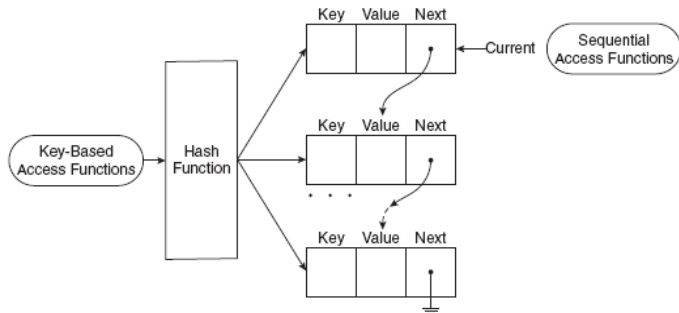 Key Value Next
Current
Sequential
Access Functions
Key-Based
Access Functions
Hash
Function
Key Value Next
. . .
Key Value Next